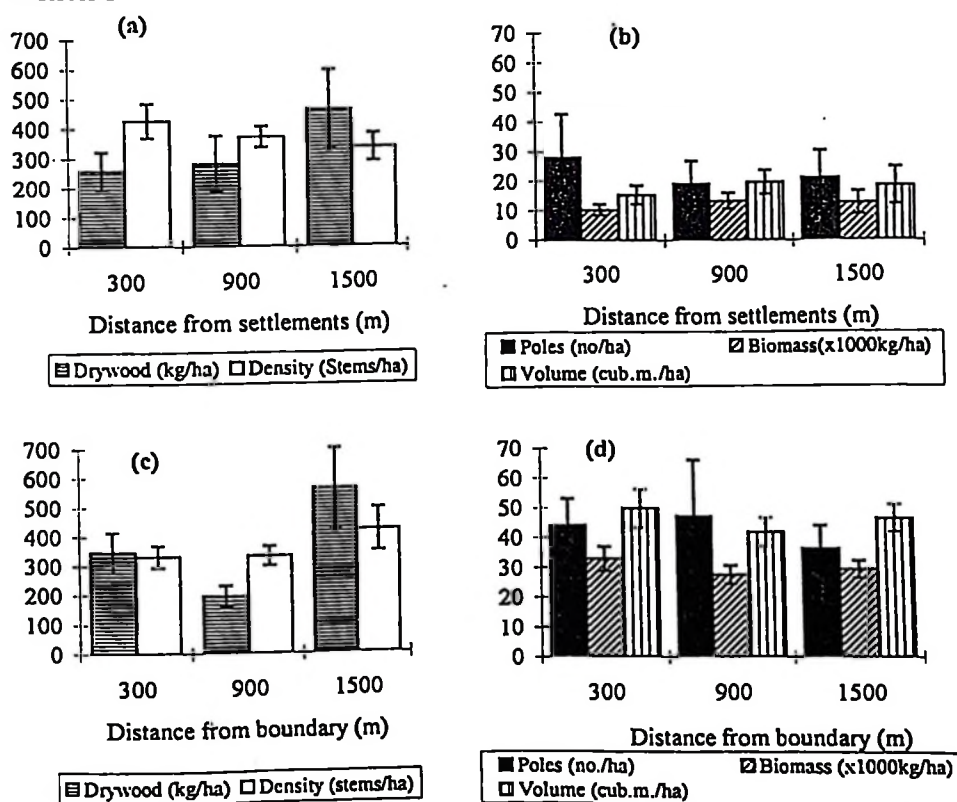 (a)
700
600
500
400
300
200
100
0
300 900 1500
Distance from settlements (m)
Drywood (kg/ha) Density (Stems/ha)
(b)
70
60
50
40
30
20
10
0
300 900 1500
Distance from settlements (m)
Poles (no/ha) Biomass(x1000kg/ha)
Volume (cub.m./ha)
(c)
700
600
500
400
300
200
100
0
300 900 1500
Distance from boundary (m)
Drywood (kg/ha) Density (stems/ha)
(d)
70
60
50
40
30
20
10
0
300 900 1500
Distance from boundary (m)
Poles (no./ha) Biomass (x1000kg/ha)
Volume (cub.m./ha)